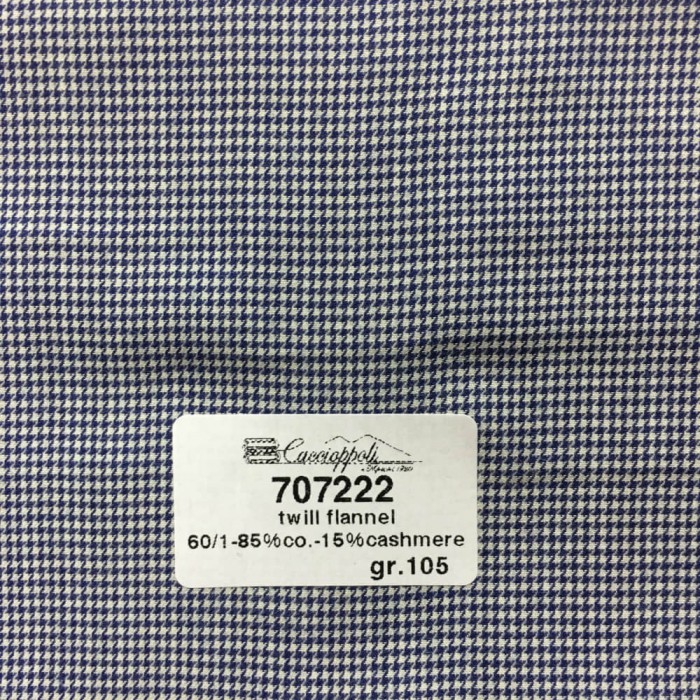 Caccioppoli
707222
twill flannel
60/1-85%co.-15%cashmere
gr.105